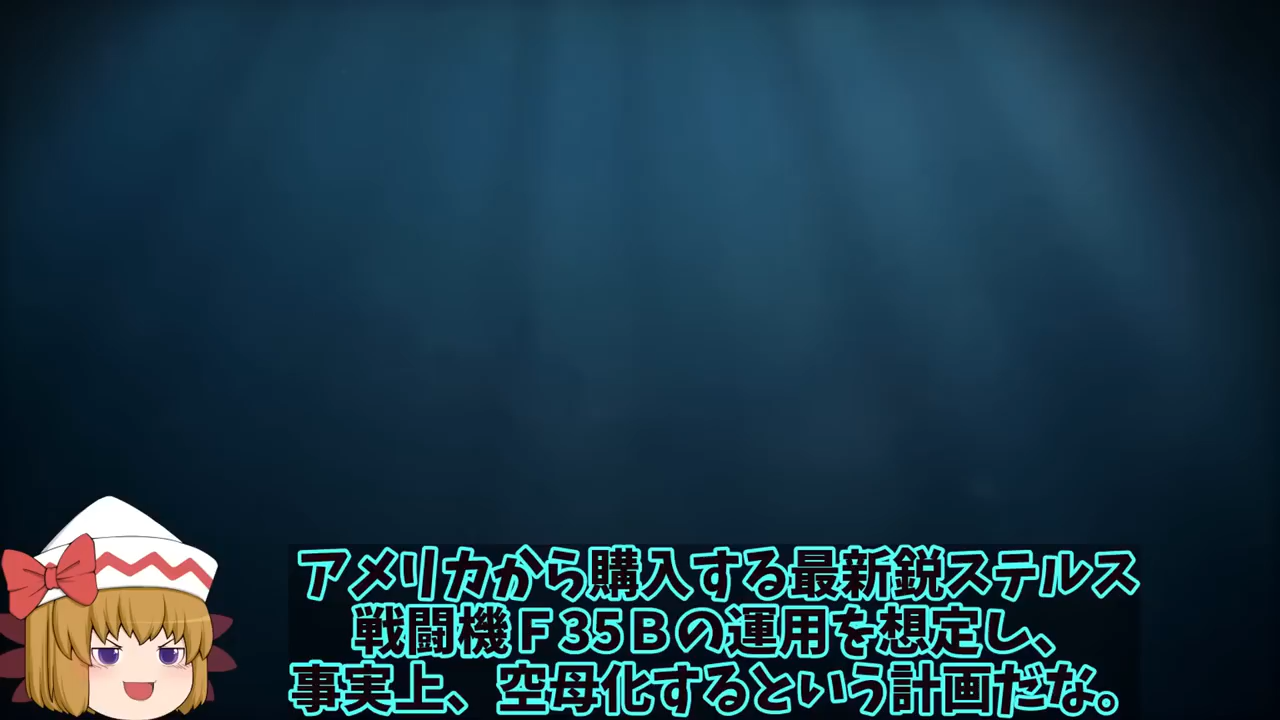 アメリカから購入する最新鋭ステルス
戦闘機Ｆ35Ｂの運用を想定し、
事実上、空母化するという計画だな。